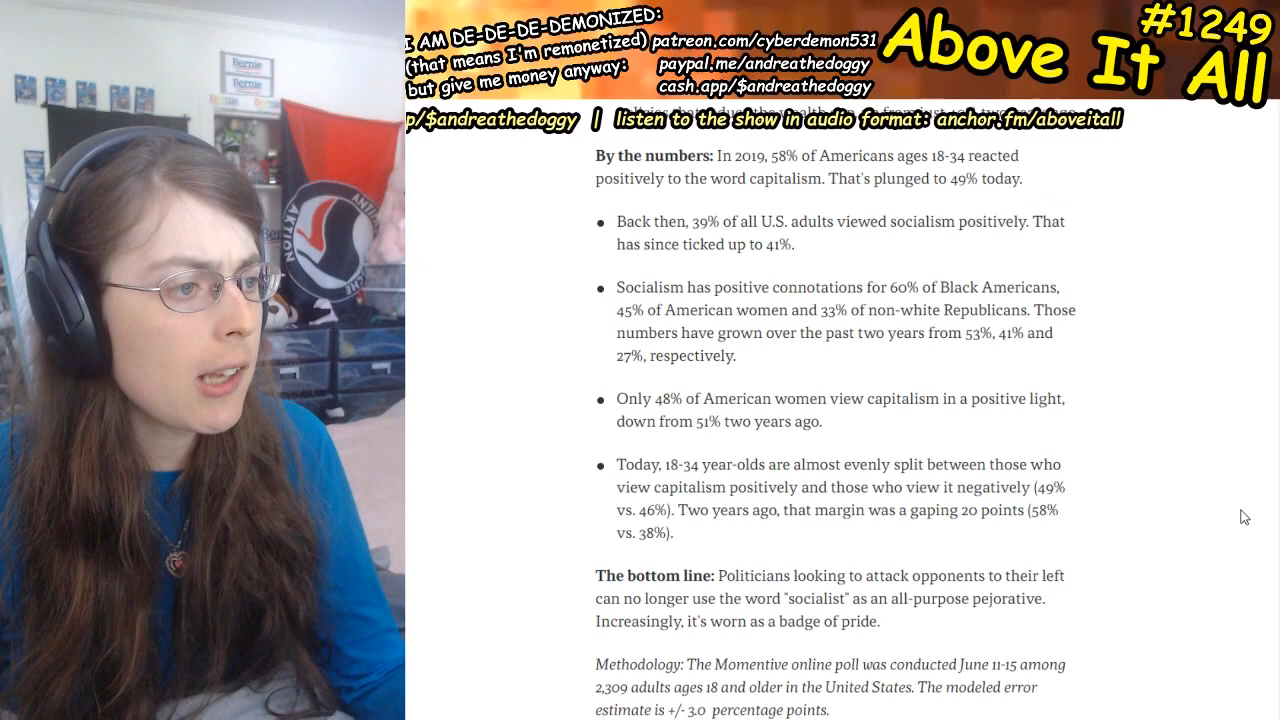 I AM DE-DE-DE-DEMONIZED:
(that means I'm remonetized)
but give me money anyway:
patreon.com/cyberdemon531
paypal.me/andreathedoggy
cash.app/$andreathedoggy
Above It All
#1249
p/$andreathedoggy | listen to the show in audio format: anchor.fm/aboveitall
Bernie
Bernie
Bernie
AKTION
By the numbers: In 2019, 58% of Americans ages 18-34 reacted
positively to the word capitalism. That's plunged to 49% today.
● Back then, 39% of all U.S. adults viewed socialism positively. That
has since ticked up to 41%.
● Socialism has positive connotations for 60% of Black Americans,
45% of American women and 33% of non-white Republicans. Those
numbers have grown over the past two years from 53%, 41% and
27%, respectively.
● Only 48% of American women view capitalism in a positive light,
down from 51% two years ago.
● Today, 18-34 year-olds are almost evenly split between those who
view capitalism positively and those who view it negatively (49%
vs. 46%). Two years ago, that margin was a gaping 20 points (58%
vs. 38%).
The bottom line: Politicians looking to attack opponents to their left
can no longer use the word "socialist" as an all-purpose pejorative.
Increasingly, it's worn as a badge of pride.
Methodology: The Momentive online poll was conducted June 11-15 among
2,309 adults ages 18 and older in the United States. The modeled error
estimate is +/- 3.0 percentage points.